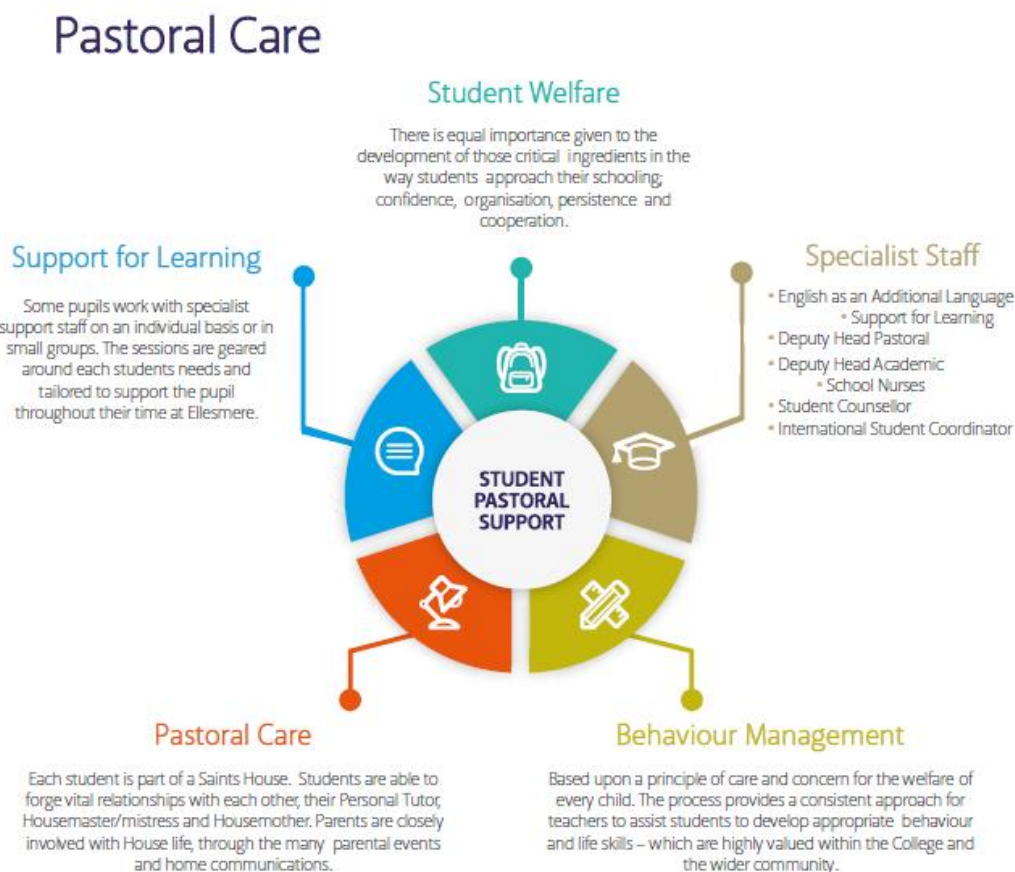 Pastoral Care
Student Welfare
There is equal importance given to the
development of those critical ingredients in the
way students approach their schooling;
confidence, organisation, persistence and
cooperation.
Support for Learning
Some pupils work with specialist
support staff on an individual basis or in
small groups. The sessions are geared
around each students needs and
tailored to support the pupil
throughout their time at Ellesmere.
Specialist Staff
• English as an Additional Language
• Support for Learning
• Deputy Head Pastoral
• Deputy Head Academic
• School Nurses
• Student Counsellor
• International Student Coordinator
STUDENT
PASTORAL
SUPPORT
Pastoral Care
Each student is part of a Saints House. Students are able to
forge vital relationships with each other, their Personal Tutor,
Housemaster/mistress and Housemother. Parents are closely
involved with House life, through the many parental events
and home communications.
Behaviour Management
Based upon a principle of care and concern for the welfare of
every child. The process provides a consistent approach for
teachers to assist students to develop appropriate behaviour
and life skills – which are highly valued within the College and
the wider community.